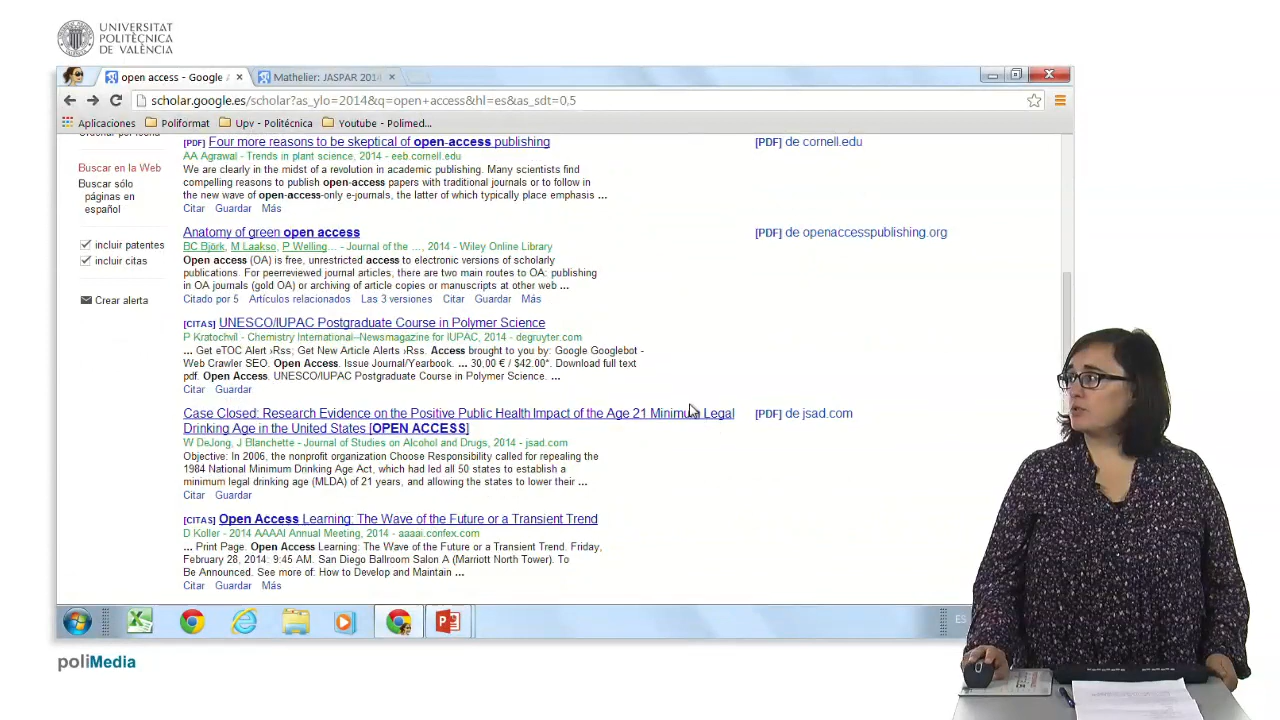 UNIVERSITAT
POLITÈCNICA
DE VALÈNCIA
open access - Google
Mathelier: JASPAR 2014
scholar.google.es/scholar?as_ylo=2014&q=open+access&hl=es&as_sdt=0,5
Aplicaciones Poliformat Upv - Politécnica Youtube - Polimed...
Buscar en la Web
Buscar sólo
páginas en
español
incluir patentes
incluir citas
Crear alerta
[PDF] Four more reasons to be skeptical of open-access publishing
[PDF] de cornell.edu
AA Agrawal - Trends in plant science, 2014 - eeb.cornell.edu
We are clearly in the midst of a revolution in academic publishing. Many scientists find
compelling reasons to publish open-access papers with traditional journals or to follow in
the new wave of open-access-only e-journals, the latter of which typically place emphasis ...
Citar Guardar Más
Anatomy of green open access
[PDF] de openaccesspublishing.org
BC Björk, M Laakso, P Welling... - Journal of the ..., 2014 - Wiley Online Library
Open access (OA) is free, unrestricted access to electronic versions of scholarly
publications. For peerreviewed journal articles, there are two main routes to OA: publishing
in OA journals (gold OA) or archiving of article copies or manuscripts at other web ...
Citado por 5 Artículos relacionados Las 3 versiones Citar Guardar Más
[CITAS] UNESCO/IUPAC Postgraduate Course in Polymer Science
P Kratochvíl - Chemistry International--Newsmagazine for IUPAC, 2014 - degruyter.com
... Get eTOC Alert ›Rss; Get New Article Alerts ›Rss. Access brought to you by: Google Googlebot -
Web Crawler SEO. Open Access. Issue Journal/Yearbook. ... 30,00 € / $42.00*. Download full text
pdf. Open Access. UNESCO/IUPAC Postgraduate Course in Polymer Science. ...
Citar Guardar
Case Closed: Research Evidence on the Positive Public Health Impact of the Age 21 Minimum Legal
Drinking Age in the United States [OPEN ACCESS]
[PDF] de jsad.com
W DeJong, J Blanchette - Journal of Studies on Alcohol and Drugs, 2014 - jsad.com
Objective: In 2006, the nonprofit organization Choose Responsibility called for repealing the
1984 National Minimum Drinking Age Act, which had led all 50 states to establish a
minimum legal drinking age (MLDA) of 21 years, and allowing the states to lower their ...
Citar Guardar
[CITAS] Open Access Learning: The Wave of the Future or a Transient Trend
D Koller - 2014 AAAAI Annual Meeting, 2014 - aaaai.confex.com
... Print Page. Open Access Learning: The Wave of the Future or a Transient Trend. Friday,
February 28, 2014: 9:45 AM. San Diego Ballroom Salon A (Marriott North Tower). To
Be Announced. See more of: How to Develop and Maintain ...
Citar Guardar Más
ES
poliMedia